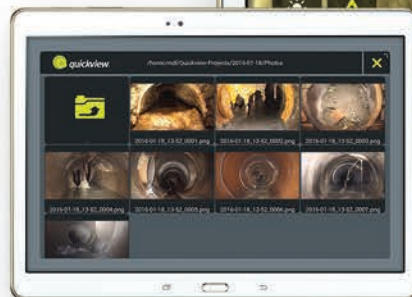 quickview /home/mdl/Quickview-Projects/2016-01-18/Photos
2016-01-18_13-52_0001.png 2016-01-18_13-52_0002.png 2016-01-18_13-52_0003.png
2016-01-18_13-52_0004.png 2016-01-18_13-52_0005.png 2016-01-18_13-52_0006.png 2016-01-18_13-52_0007.png